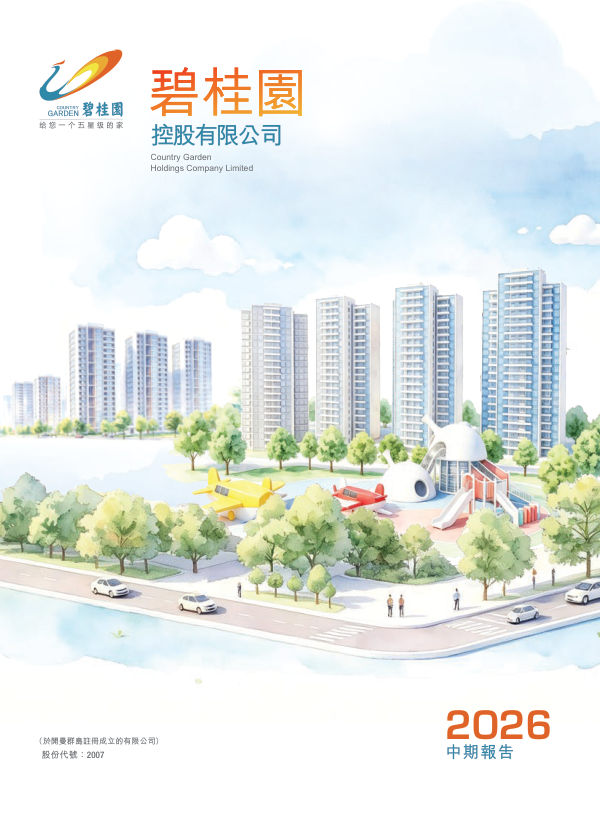 COUNTRY
GARDEN 碧桂園
给您一个五星级的家
碧桂園
控股有限公司
Country Garden
Holdings Company Limited
2026
中期報告
(於開曼群島註冊成立的有限公司)
股份代號：2007